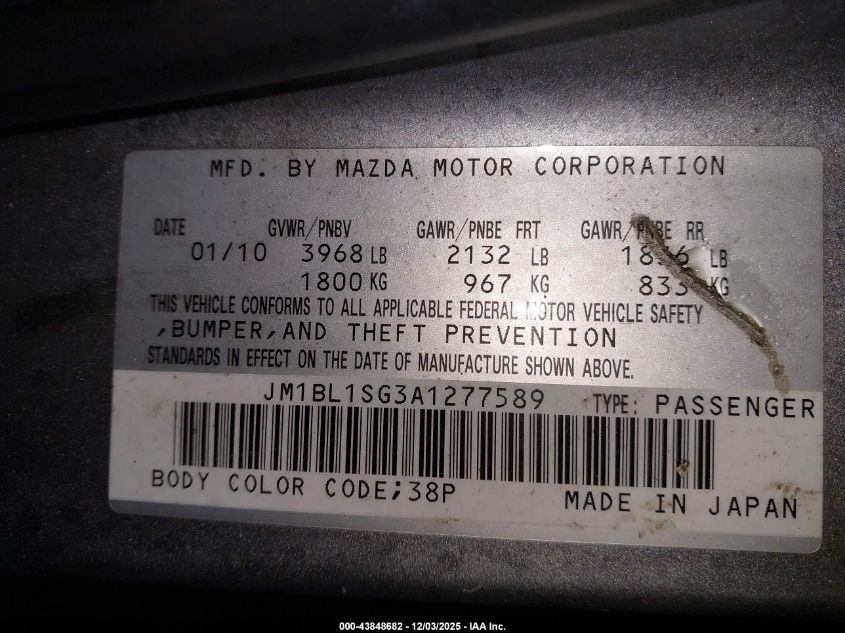 MFD. BY MAZDA MOTOR CORPORATION
DATE GVWR/PNBV GAWR/PNBE FRT GAWR/PNBE RR
01/10 3968 LB 2132 LB LB
1800 KG 967 KG 833 KG
THIS VEHICLE CONFORMS TO ALL APPLICABLE FEDERAL MOTOR VEHICLE SAFETY
,BUMPER,AND THEFT PREVENTION
STANDARDS IN EFFECT ON THE DATE OF MANUFACTURE SHOWN ABOVE.
JM1BL1SG3A1277589 TYPE: PASSENGER
BODY COLOR CODE;38P
MADE IN JAPAN
000-43848682 - 12/03/2025 - IAA Inc.